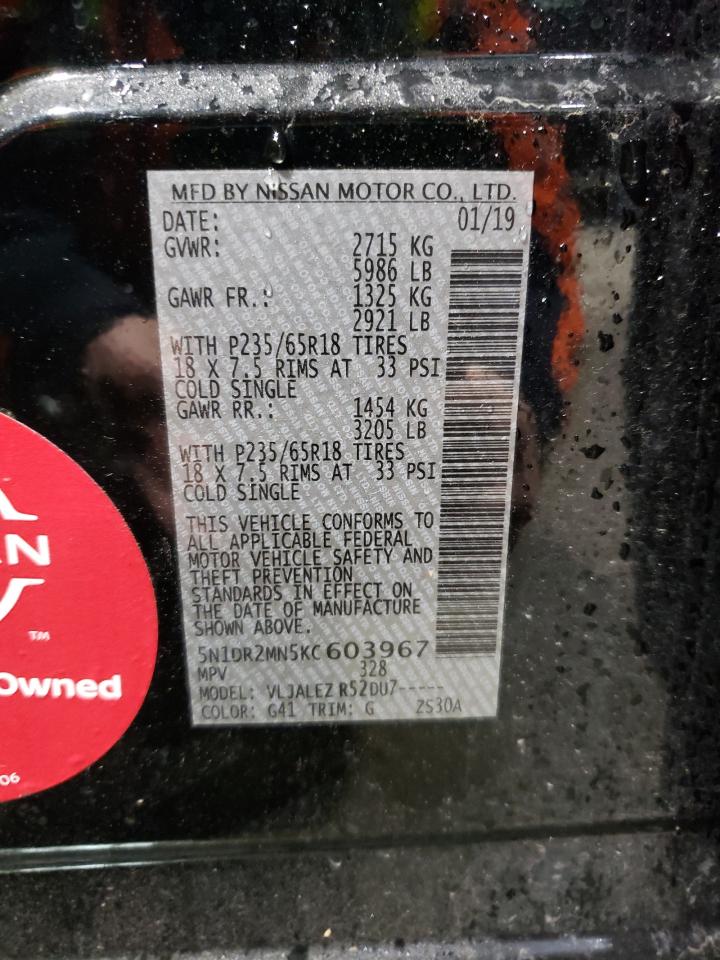 MFD BY NISSAN MOTOR CO., LTD.
DATE: 01/19
GVWR: 2715 KG
5986 LB
GAWR FR.: 1325 KG
2921 LB
WITH P235/65R18 TIRES
18 X 7.5 RIMS AT 33 PSI
COLD SINGLE
GAWR RR.: 1454 KG
3205 LB
WITH P235/65R18 TIRES
18 X 7.5 RIMS AT 33 PSI
COLD SINGLE
THIS VEHICLE CONFORMS TO
ALL APPLICABLE FEDERAL
MOTOR VEHICLE SAFETY AND
THEFT PREVENTION
STANDARDS IN EFFECT ON
THE DATE OF MANUFACTURE
SHOWN ABOVE.
5N1DR2MN5KC603967
MPV 328
MODEL: VLJALEZ R52DU7-----
COLOR: G41 TRIM: G ZS30A
AN
TM
Owned
06